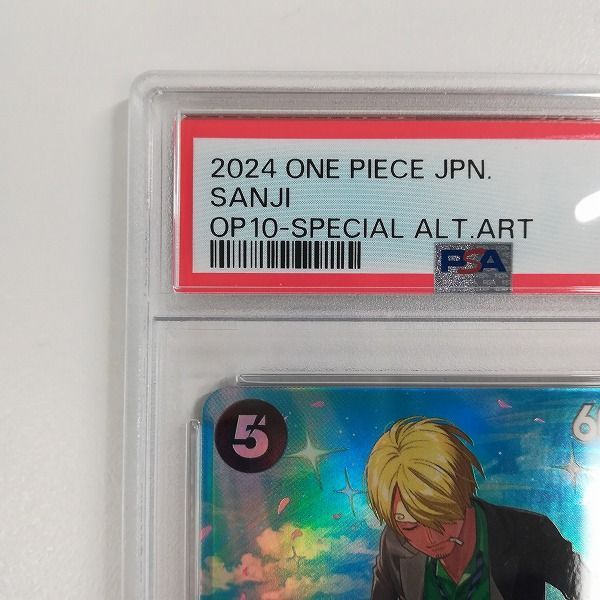 2024 ONE PIECE JPN.
SANJI
OP10-SPECIAL ALT.ART
PSA
5